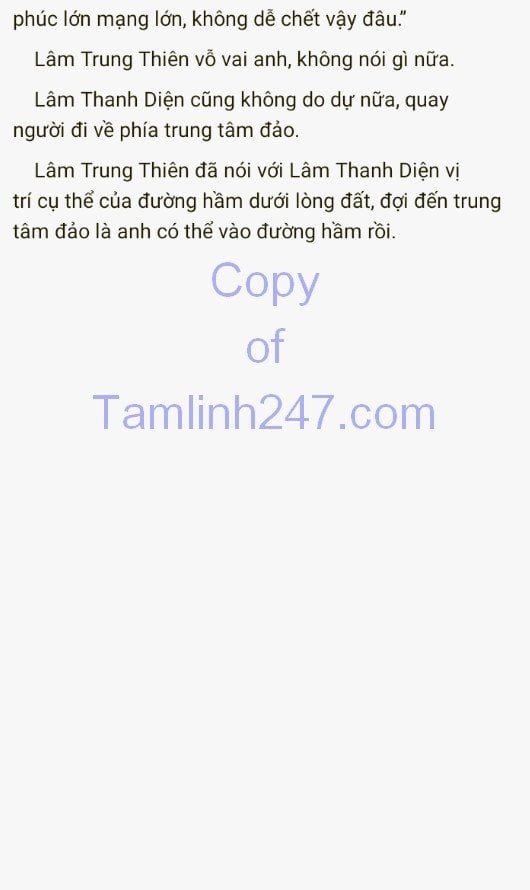 phúc lớn mạng lớn, không dễ chết vậy đâu.”
Lâm Trung Thiên vỗ vai anh, không nói gì nữa.
Lâm Thanh Diện cũng không do dự nữa, quay
người đi về phía trung tâm đảo.
Lâm Trung Thiên đã nói với Lâm Thanh Diện vị
trí cụ thể của đường hầm dưới lòng đất, đợi đến trung
tâm đảo là anh có thể vào đường hầm rồi.
Copy
of
Tamlinh247.com